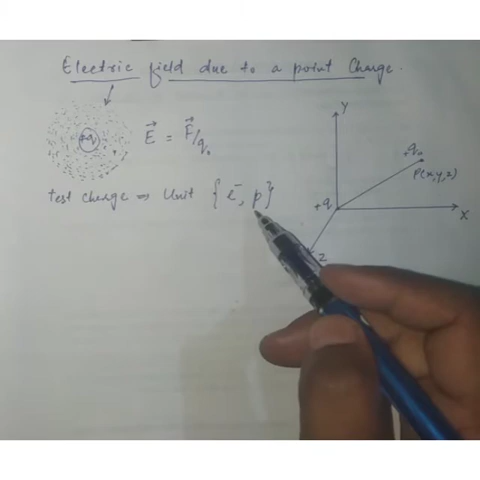 Electric field due to a point Charge.
+q
E⃗ = F⃗/q₀
test charge ⇒ Unit { e⁻, p }
Y
+q₀
P(x,y,z)
+q
X
Z